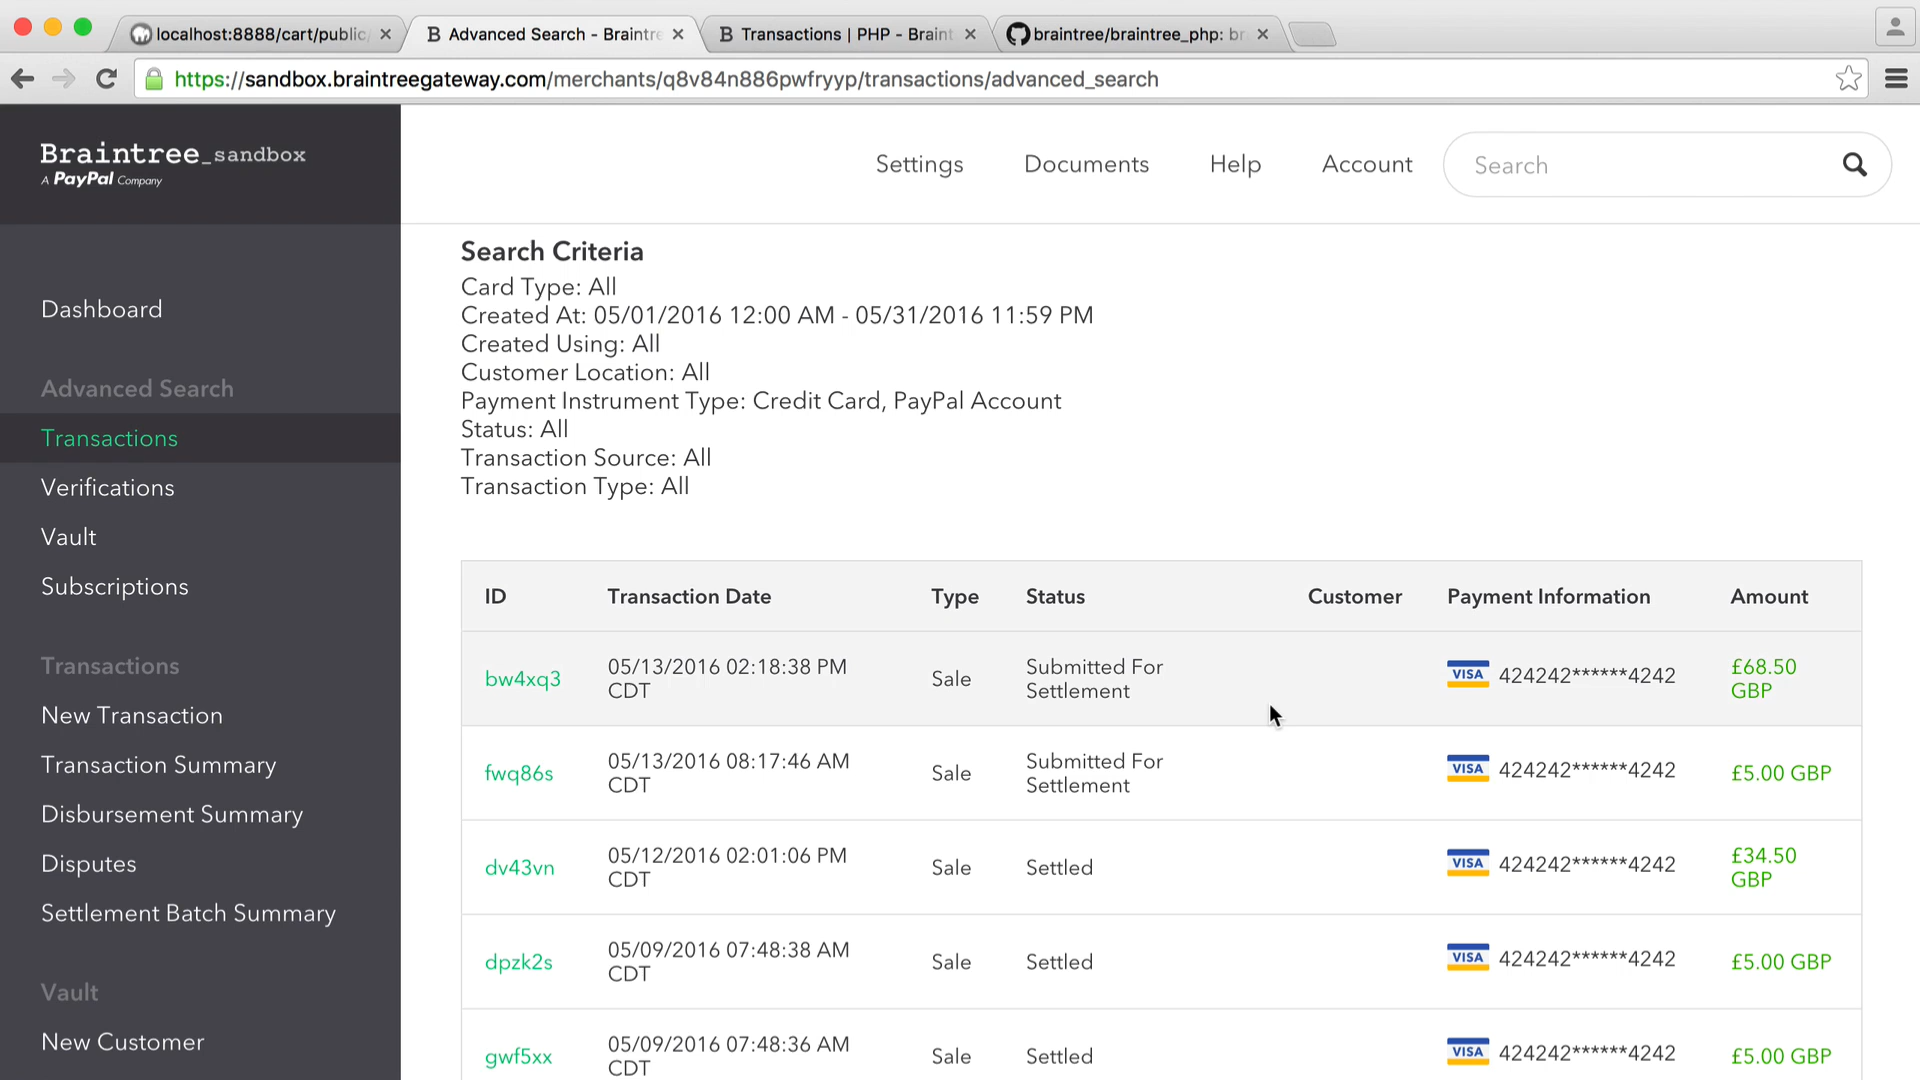 localhost:8888/cart/public
Advanced Search - Braintre
Transactions | PHP - Braint
braintree/braintree_php: br
https://sandbox.braintreegateway.com/merchants/q8v84n886pwfryyp/transactions/advanced_search
Braintree_sandbox
A PayPal Company
Settings
Documents
Help
Account
Search
Dashboard
Advanced Search
Transactions
Verifications
Vault
Subscriptions
Transactions
New Transaction
Transaction Summary
Disbursement Summary
Disputes
Settlement Batch Summary
Vault
New Customer
Search Criteria
Card Type: All
Created At: 05/01/2016 12:00 AM - 05/31/2016 11:59 PM
Created Using: All
Customer Location: All
Payment Instrument Type: Credit Card, PayPal Account
Status: All
Transaction Source: All
Transaction Type: All
ID Transaction Date Type Status Customer Payment Information Amount
bw4xq3 05/13/2016 02:18:38 PM CDT Sale Submitted For Settlement VISA 424242******4242 £68.50 GBP
fwq86s 05/13/2016 08:17:46 AM CDT Sale Submitted For Settlement VISA 424242******4242 £5.00 GBP
dv43vn 05/12/2016 02:01:06 PM CDT Sale Settled VISA 424242******4242 £34.50 GBP
dpzk2s 05/09/2016 07:48:38 AM CDT Sale Settled VISA 424242******4242 £5.00 GBP
gwf5xx 05/09/2016 07:48:36 AM CDT Sale Settled VISA 424242******4242 £5.00 GBP